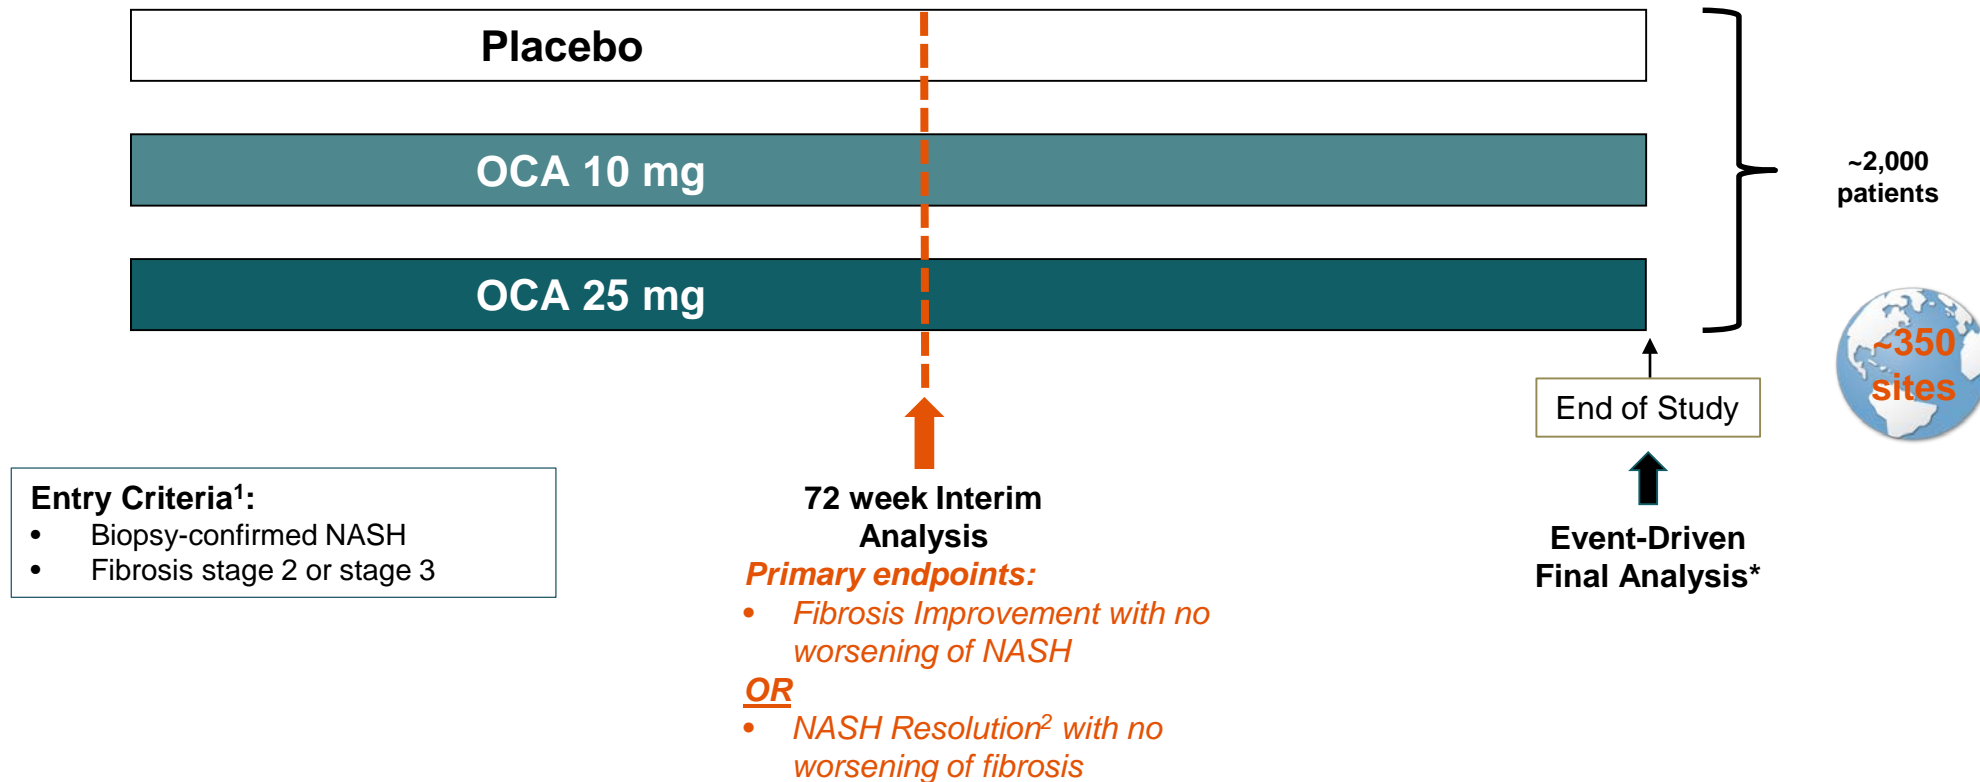 Placebo
OCA 10 mg
OCA 25 mg
~2,000
patients
~350
sites
End of Study
Event-Driven
Final Analysis*
Entry Criteria¹:
• Biopsy-confirmed NASH
• Fibrosis stage 2 or stage 3
72 week Interim
Analysis
Primary endpoints:
• Fibrosis Improvement with no
worsening of NASH
OR
• NASH Resolution² with no
worsening of fibrosis